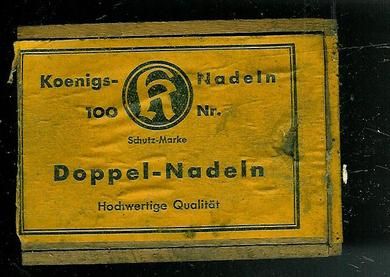 Koenigs- Nadeln
100 Nr.
Schutz-Marke
Doppel-Nadeln
Hochwertige Qualität